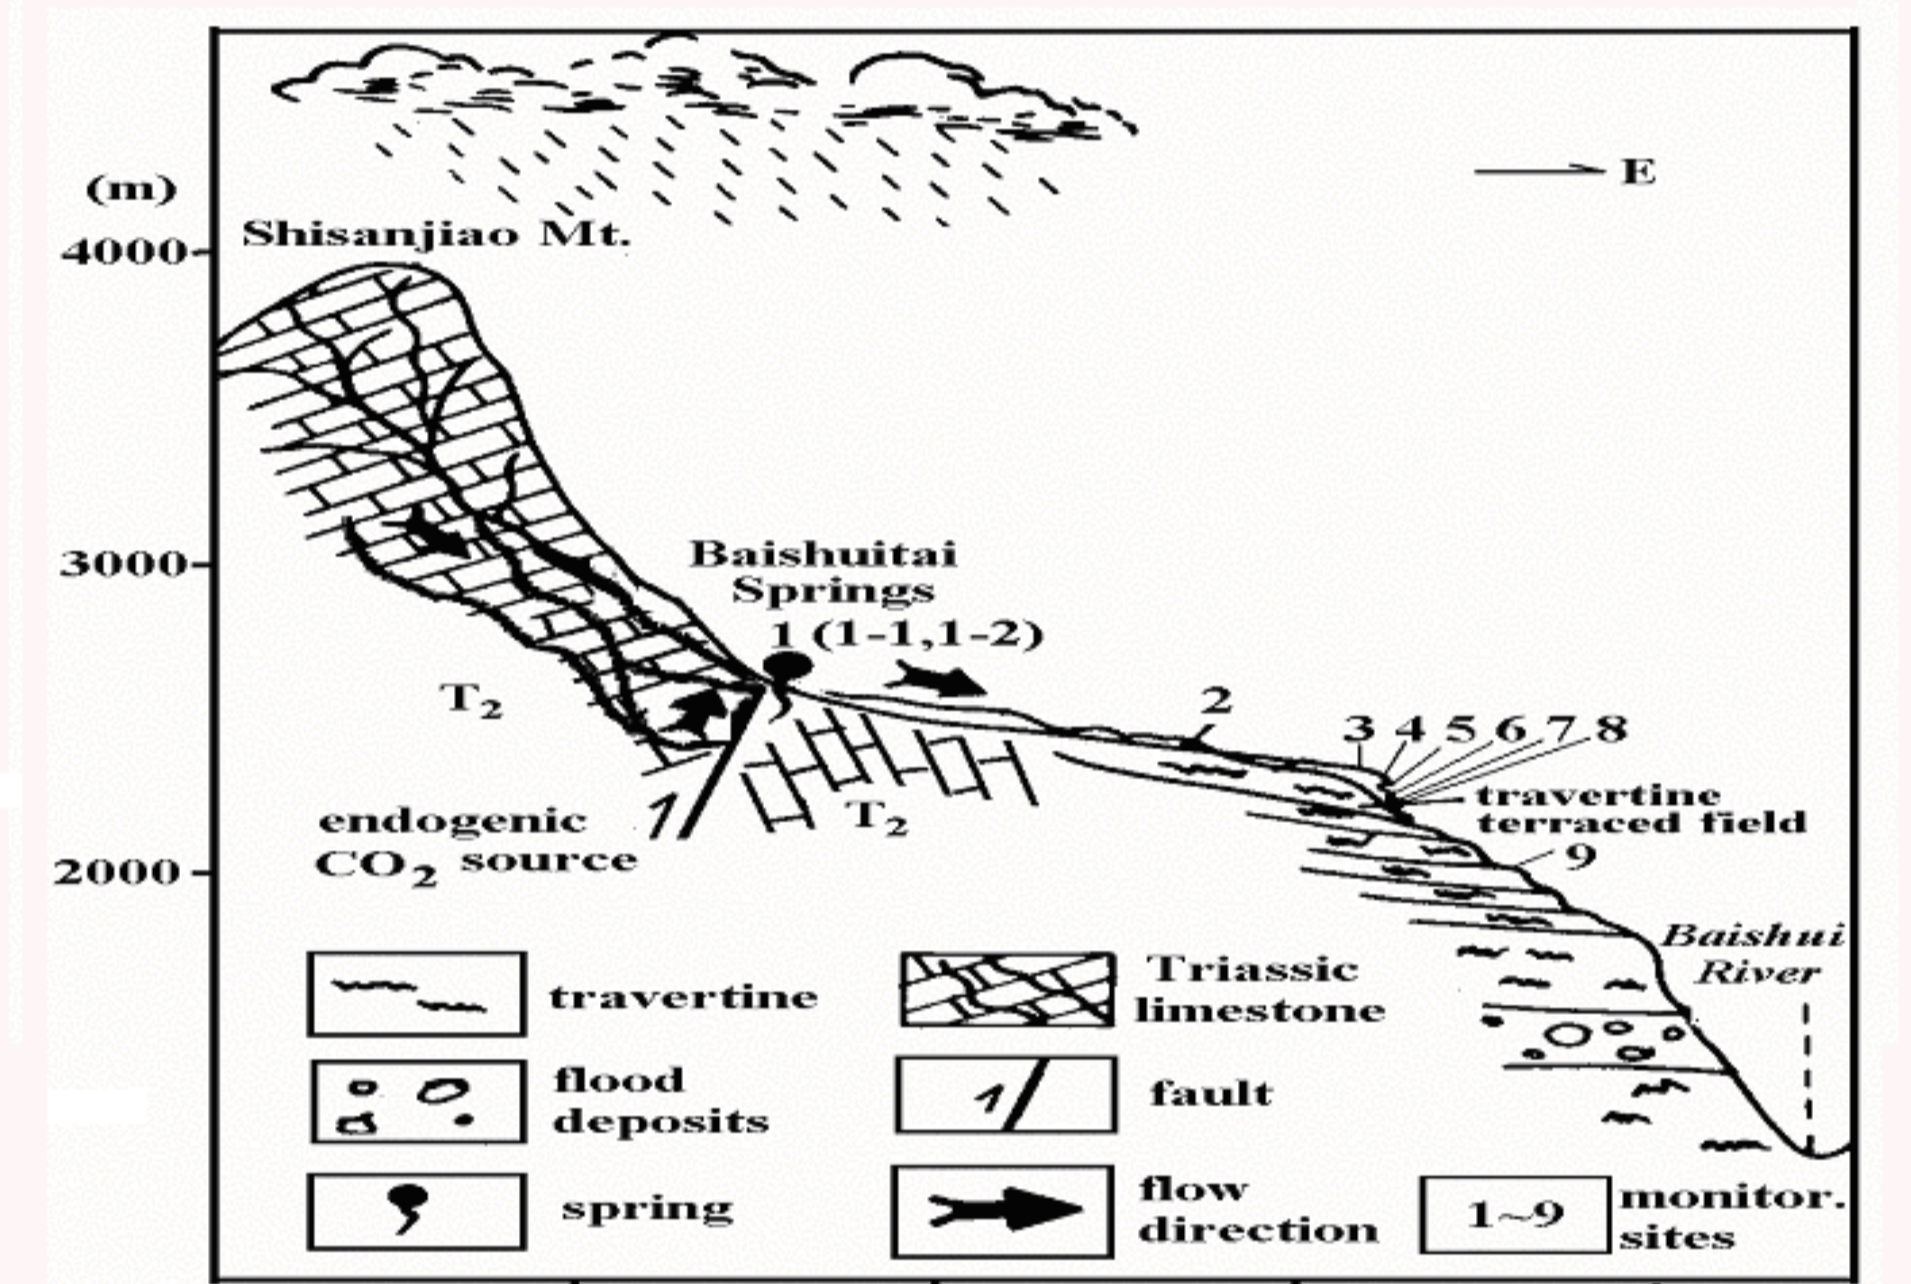 (m)
E
Shisanjiao Mt.
4000
3000
Baishuitai
Springs
1 (1-1,1-2)
T2
2
3 4 5 6 7 8
travertine
terraced field
T2
endogenic
CO2 source
2000
9
Baishui
River
travertine
Triassic
limestone
flood
deposits
fault
spring
flow
direction
1~9
monitor.
sites